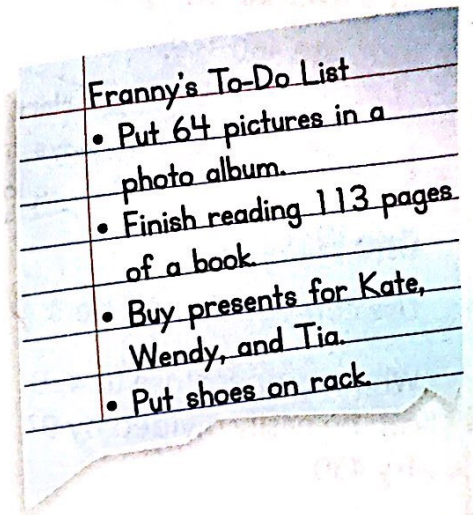 Franny's To-Do List
• Put 64 pictures in a
photo album.
• Finish reading 113 pages
of a book.
• Buy presents for Kate,
Wendy, and Tia.
• Put shoes on rack.